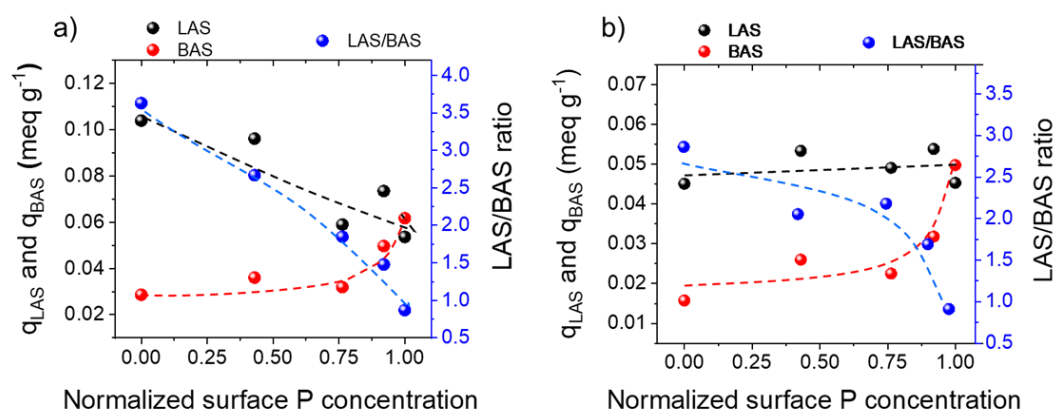 a)
LAS
BAS
LAS/BAS
q_LAS and q_BAS (meq g⁻¹)
0.12
0.10
0.08
0.06
0.04
0.02
4.0
3.5
3.0
2.5
2.0
1.5
1.0
0.5
LAS/BAS ratio
0.00 0.25 0.50 0.75 1.00
Normalized surface P concentration
b)
LAS
BAS
LAS/BAS
q_LAS and q_BAS (meq g⁻¹)
0.07
0.06
0.05
0.04
0.03
0.02
0.01
3.5
3.0
2.5
2.0
1.5
1.0
0.5
LAS/BAS ratio
0.00 0.25 0.50 0.75 1.00
Normalized surface P concentration